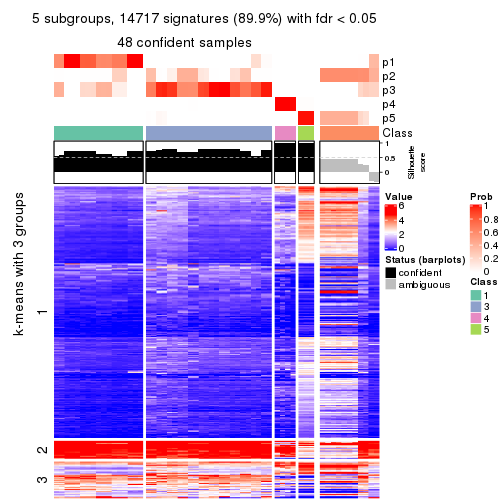 5 subgroups, 14717 signatures (89.9%) with fdr < 0.05
48 confident samples
p1
p2
p3
p4
p5
Class
1
0.5
0
Silhouette
score
k-means with 3 groups
1
2
3
Value
6
4
2
0
Status (barplots)
confident
ambiguous
Prob
1
0.8
0.6
0.4
0.2
0
Class
1
3
4
5